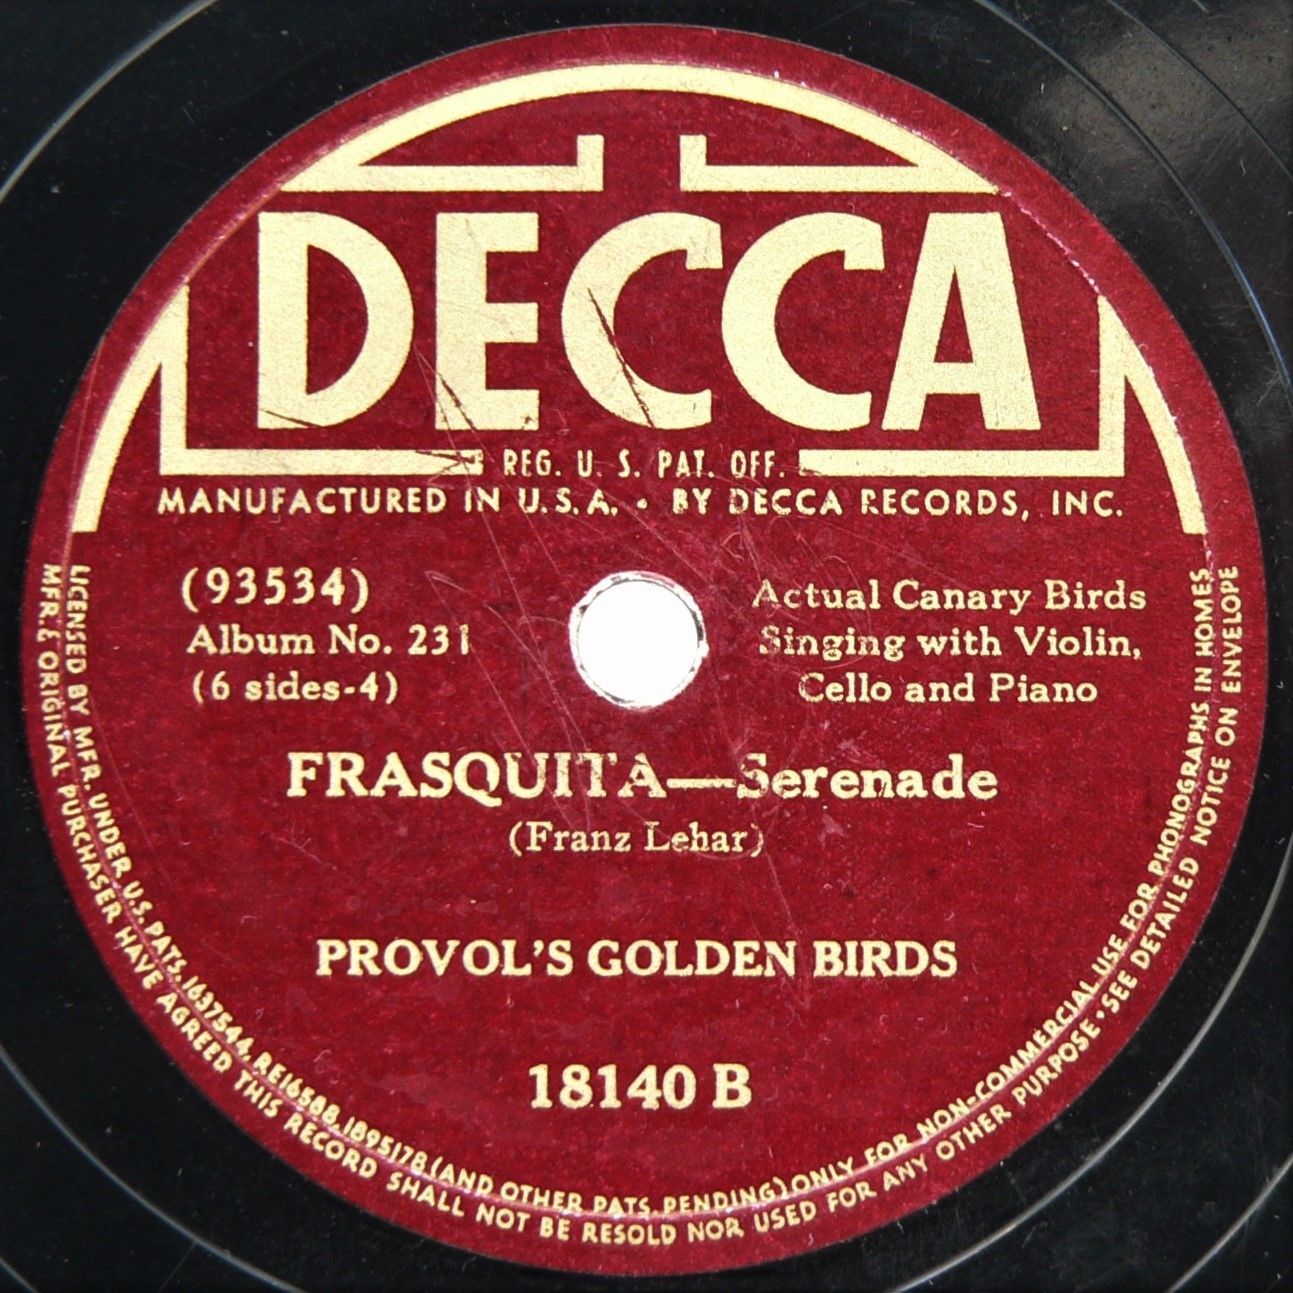 DECCA
REG. U. S. PAT. OFF.
MANUFACTURED IN U.S.A. • BY DECCA RECORDS, INC.
(93534)
Album No. 231
(6 sides-4)
Actual Canary Birds
Singing with Violin,
Cello and Piano
FRASQUITA—Serenade
(Franz Lehar)
PROVOL'S GOLDEN BIRDS
18140 B
LICENSED BY MFR. UNDER U.S. PATS. 1637544, RE16588, 1895178 (AND OTHER PATS. PENDING) ONLY FOR NON-COMMERCIAL USE FOR PHONOGRAPHS IN HOMES
MFR. & ORIGINAL PURCHASER HAVE AGREED THIS RECORD SHALL NOT BE RESOLD NOR USED FOR ANY OTHER PURPOSE • SEE DETAILED NOTICE ON ENVELOPE